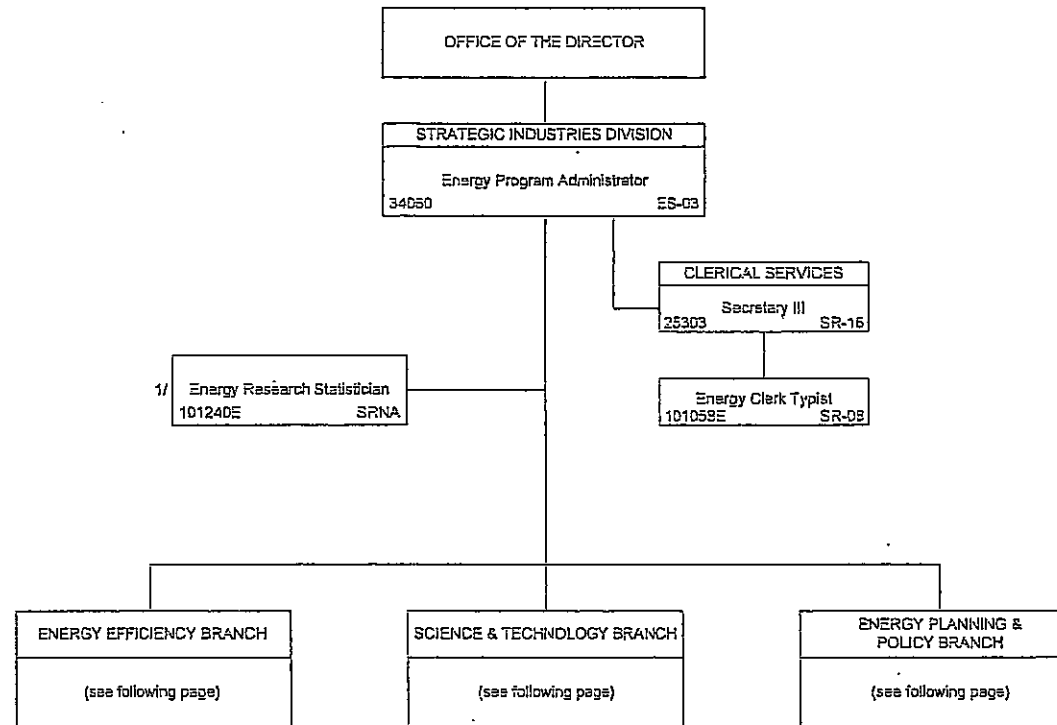 OFFICE OF THE DIRECTOR
STRATEGIC INDUSTRIES DIVISION
Energy Program Administrator
34060 ES-03
CLERICAL SERVICES
Secretary III
25303 SR-16
1/ Energy Research Statistician
101240E SRNA
Energy Clerk Typist
101058E SR-08
ENERGY EFFICIENCY BRANCH
(see following page)
SCIENCE & TECHNOLOGY BRANCH
(see following page)
ENERGY PLANNING &
POLICY BRANCH
(see following page)